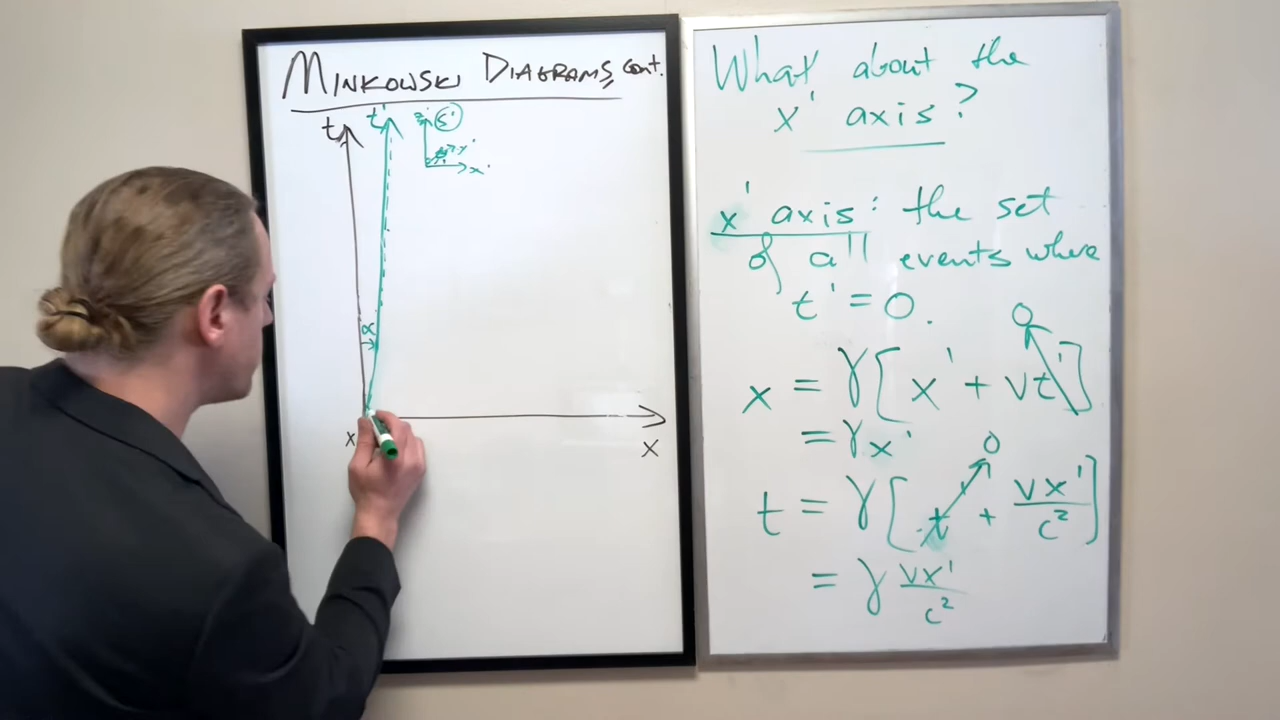 MINKOWSKI DIAGRAMS, Cont.
t t' S'
x'
α
x x
What about the
x' axis?
x' axis: the set
of all events where
t' = 0.
0
x = γ[x' + vt']
= γx'
0
t = γ[t + vx'/c²]
= γ vx'/c²